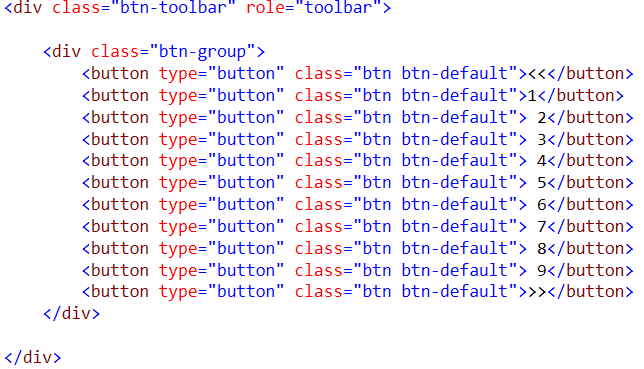 <div class="btn-toolbar" role="toolbar">
    <div class="btn-group">
        <button type="button" class="btn btn-default"><<</button>
        <button type="button" class="btn btn-default">1</button>
        <button type="button" class="btn btn-default"> 2</button>
        <button type="button" class="btn btn-default"> 3</button>
        <button type="button" class="btn btn-default"> 4</button>
        <button type="button" class="btn btn-default"> 5</button>
        <button type="button" class="btn btn-default"> 6</button>
        <button type="button" class="btn btn-default"> 7</button>
        <button type="button" class="btn btn-default"> 8</button>
        <button type="button" class="btn btn-default"> 9</button>
        <button type="button" class="btn btn-default">>></button>
    </div>
</div>